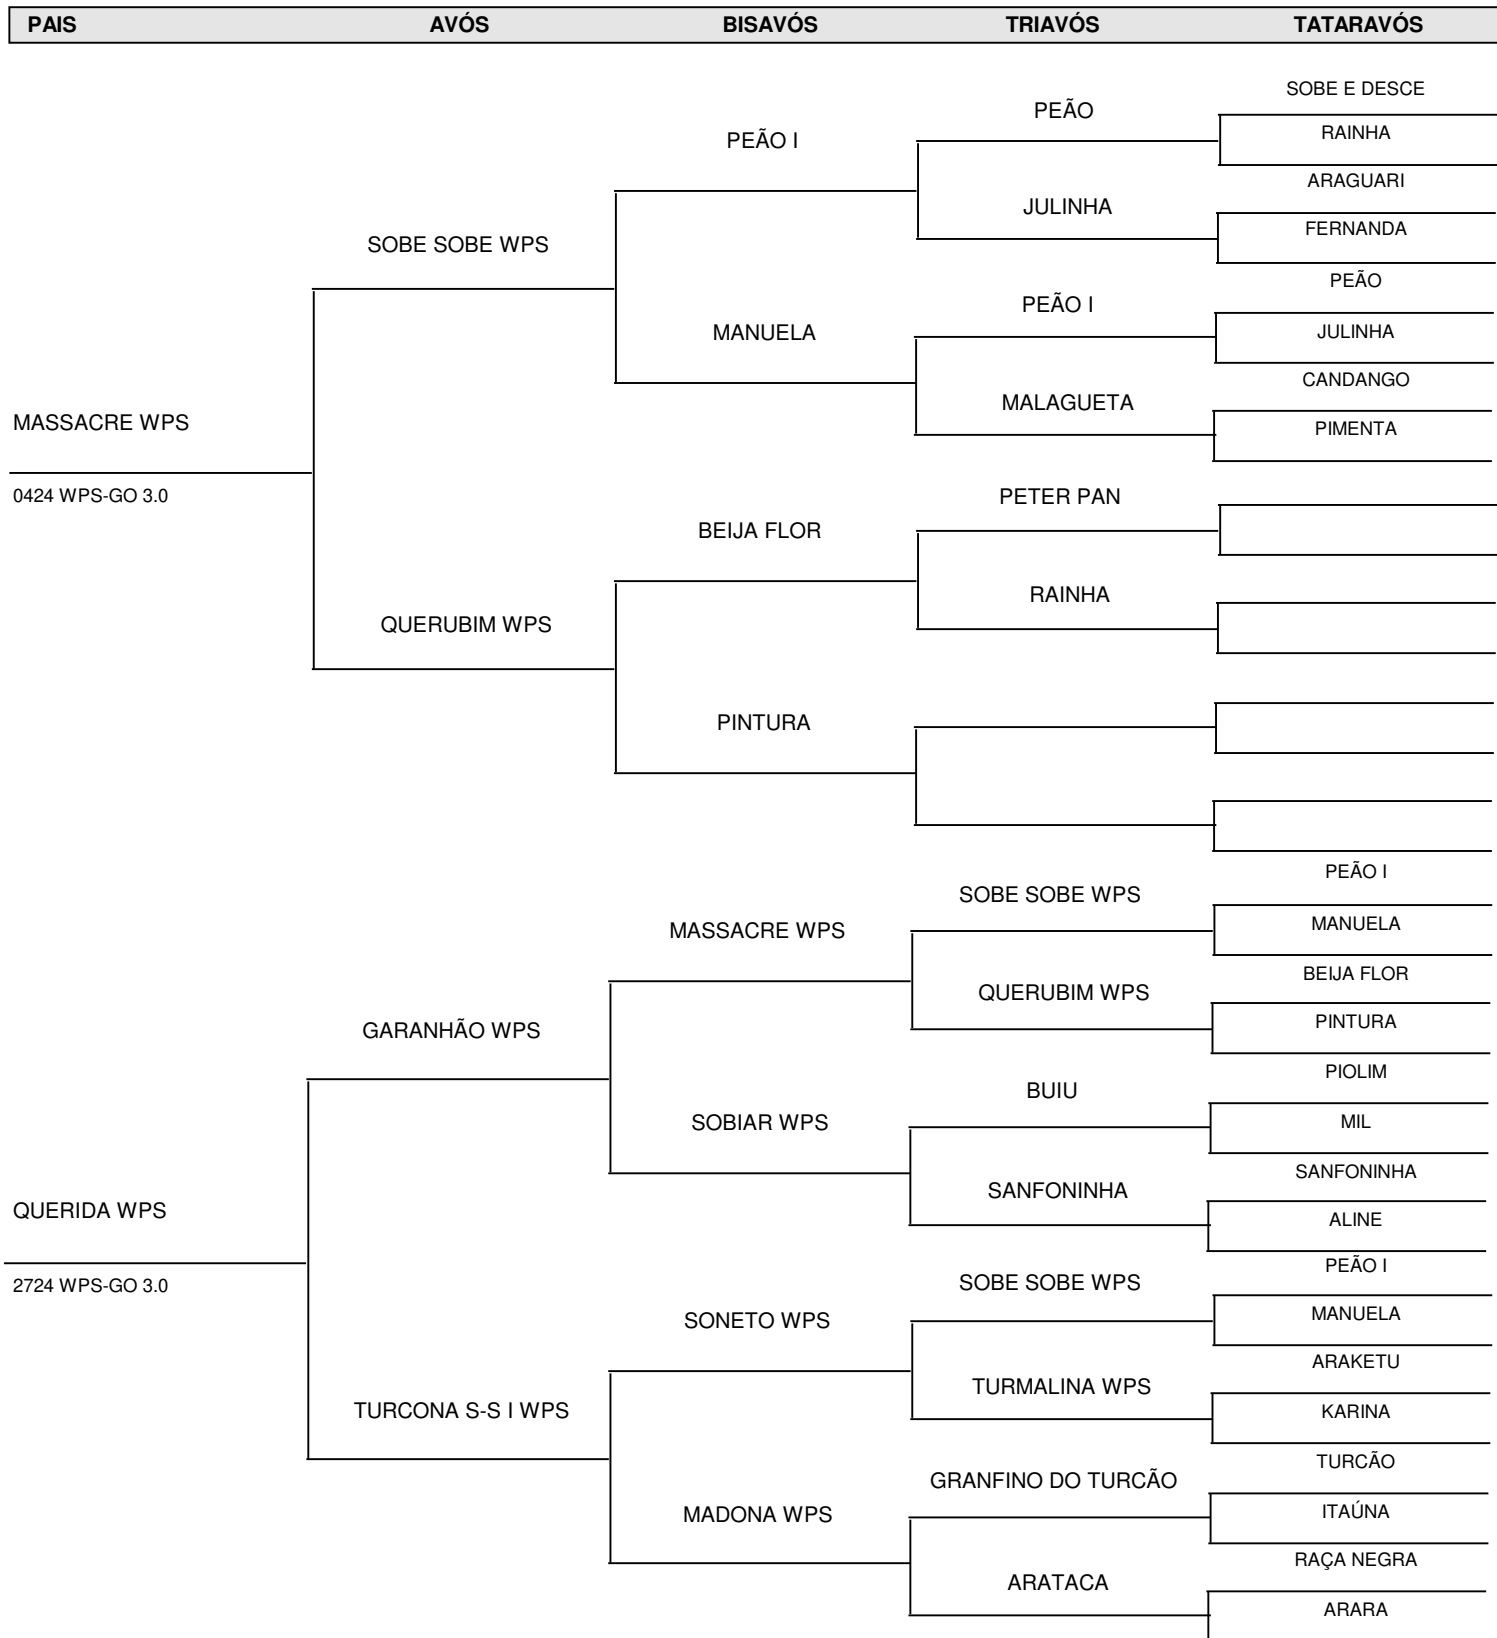 PAIS AVÓS BISAVÓS TRIAVÓS TATARAVÓS
SOBE E DESCE
PEÃO
RAINHA
PEÃO I
ARAGUARI
JULINHA
FERNANDA
SOBE SOBE WPS
PEÃO
PEÃO I
JULINHA
MANUELA
CANDANGO
MALAGUETA
MASSACRE WPS
PIMENTA
0424 WPS-GO 3.0
PETER PAN
BEIJA FLOR
RAINHA
QUERUBIM WPS
PINTURA
PEÃO I
SOBE SOBE WPS
MANUELA
MASSACRE WPS
BEIJA FLOR
QUERUBIM WPS
PINTURA
GARANHÃO WPS
PIOLIM
BUIU
MIL
SOBIAR WPS
SANFONINHA
SANFONINHA
QUERIDA WPS
ALINE
PEÃO I
2724 WPS-GO 3.0
SOBE SOBE WPS
MANUELA
SONETO WPS
ARAKETU
TURMALINA WPS
TURCONA S-S I WPS
KARINA
TURCÃO
GRANFINO DO TURCÃO
ITAÚNA
MADONA WPS
RAÇA NEGRA
ARATACA
ARARA